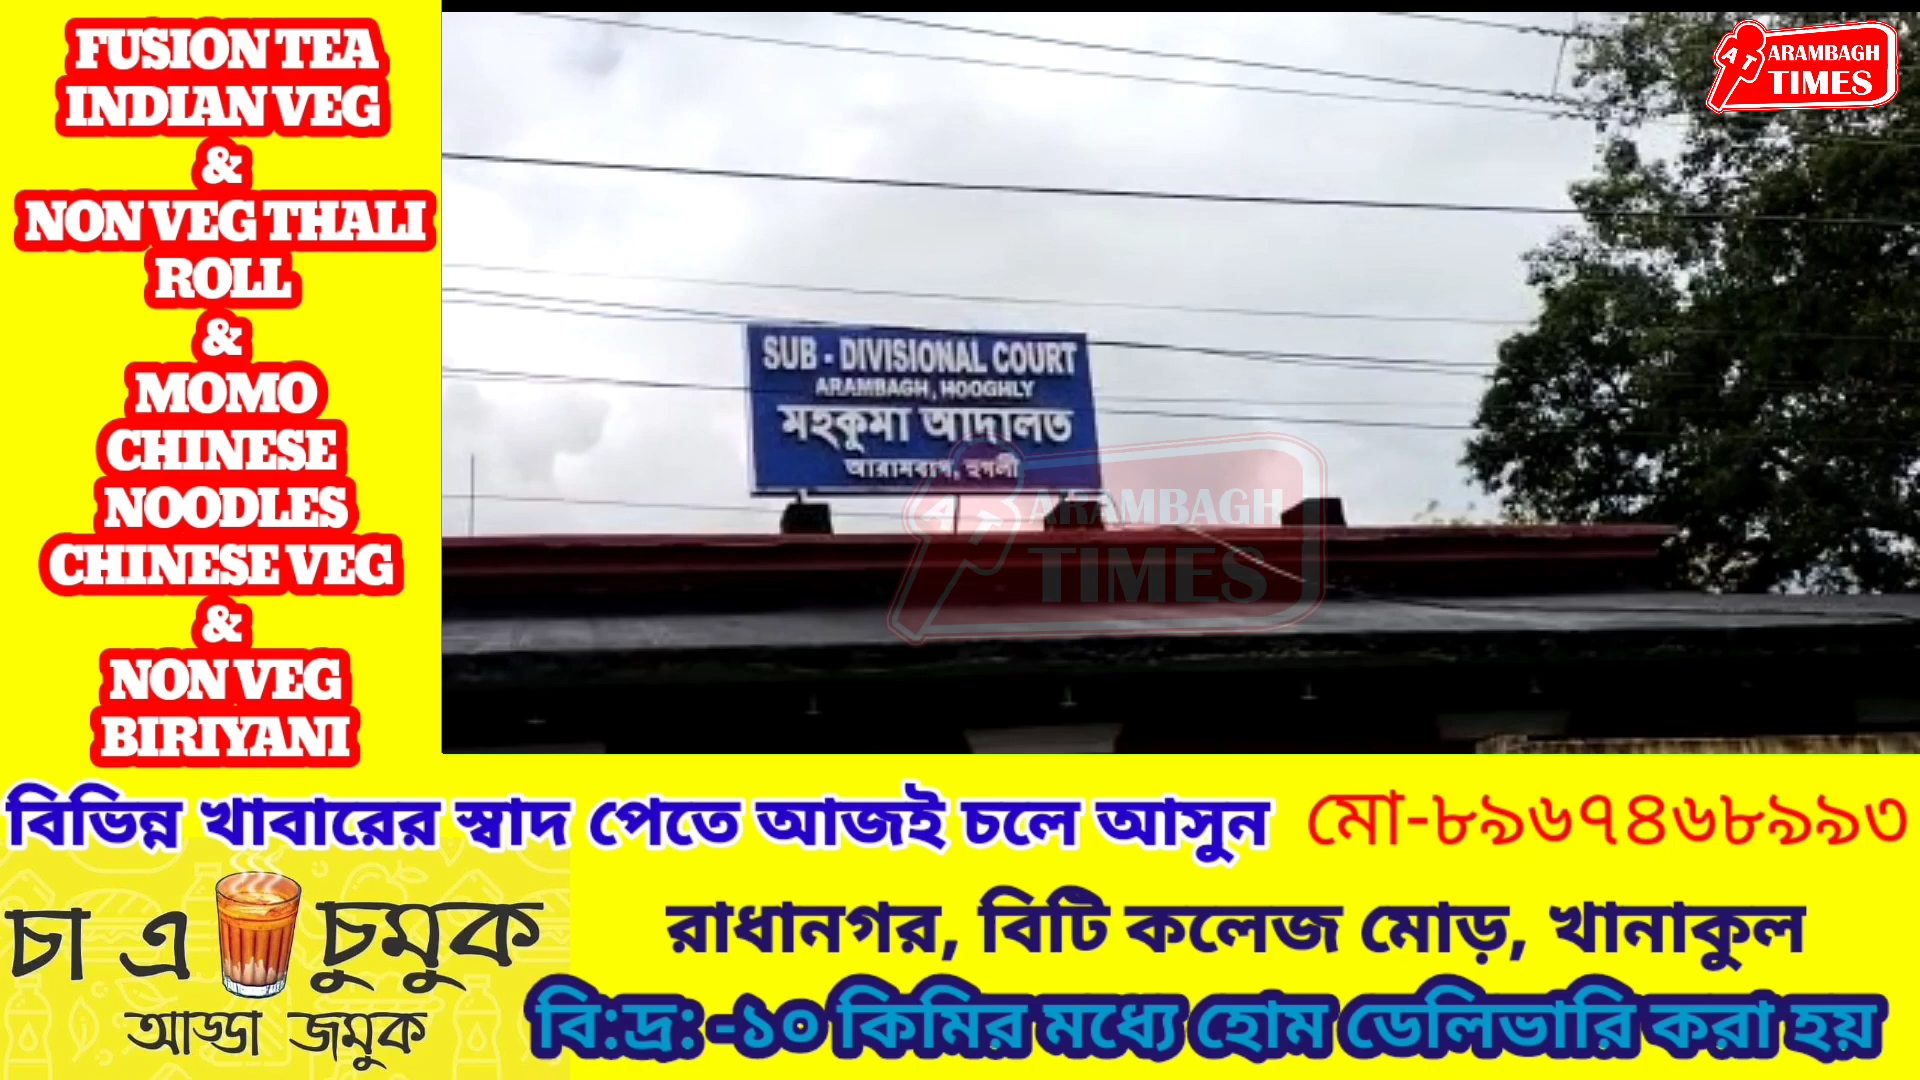 FUSION TEA
INDIAN VEG
&
NON VEG THALI
ROLL
&
MOMO
CHINESE
NOODLES
CHINESE VEG
&
NON VEG
BIRIYANI
ARAMBAGH
TIMES
SUB - DIVISIONAL COURT
ARAMBAGH, HOOGHLY
মহকুমা আদালত
আরামবাগ, হুগলী
ARAMBAGH
TIMES
বিভিন্ন খাবারের স্বাদ পেতে আজই চলে আসুন
মো-৮৯৬৭৪৬৮৯৯৩
চা এ চুমুক
আড্ডা জমুক
রাধানগর, বিটি কলেজ মোড়, খানাকুল
বি:দ্র: -১০ কিমির মধ্যে হোম ডেলিভারি করা হয়